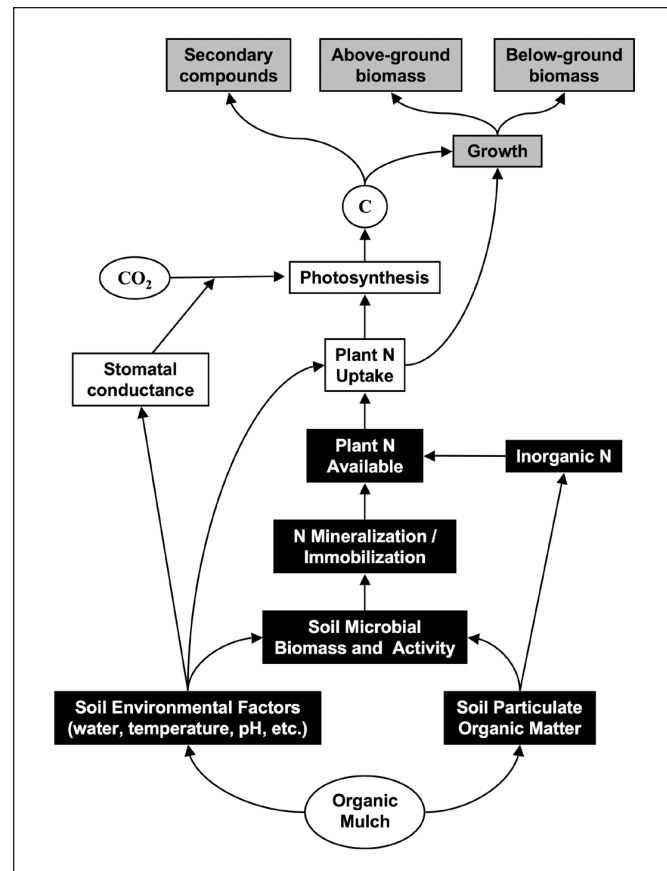 Secondary
compounds
Above-ground
biomass
Below-ground
biomass
Growth
C
CO₂
Photosynthesis
Stomatal
conductance
Plant N
Uptake
Plant N
Available
Inorganic N
N Mineralization /
Immobilization
Soil Microbial
Biomass and Activity
Soil Environmental Factors
(water, temperature, pH, etc.)
Soil Particulate
Organic Matter
Organic
Mulch